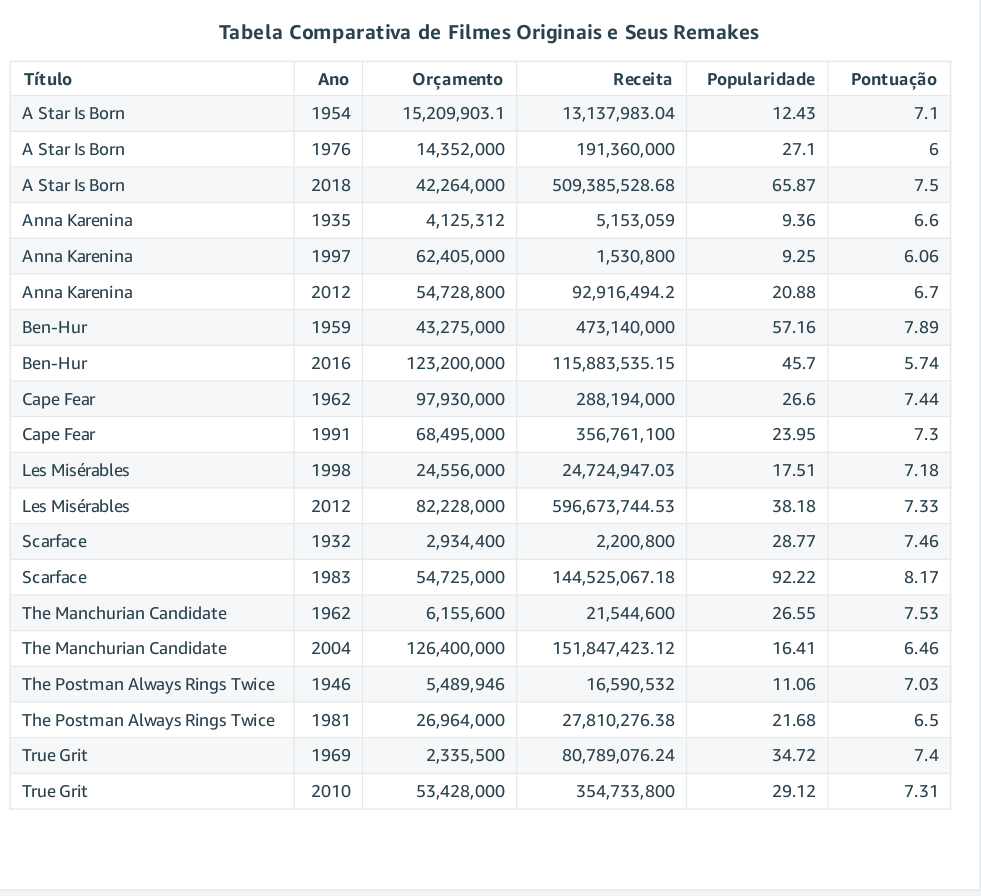 Tabela Comparativa de Filmes Originais e Seus Remakes
Título Ano Orçamento Receita Popularidade Pontuação
A Star Is Born 1954 15,209,903.1 13,137,983.04 12.43 7.1
A Star Is Born 1976 14,352,000 191,360,000 27.1 6
A Star Is Born 2018 42,264,000 509,385,528.68 65.87 7.5
Anna Karenina 1935 4,125,312 5,153,059 9.36 6.6
Anna Karenina 1997 62,405,000 1,530,800 9.25 6.06
Anna Karenina 2012 54,728,800 92,916,494.2 20.88 6.7
Ben-Hur 1959 43,275,000 473,140,000 57.16 7.89
Ben-Hur 2016 123,200,000 115,883,535.15 45.7 5.74
Cape Fear 1962 97,930,000 288,194,000 26.6 7.44
Cape Fear 1991 68,495,000 356,761,100 23.95 7.3
Les Misérables 1998 24,556,000 24,724,947.03 17.51 7.18
Les Misérables 2012 82,228,000 596,673,744.53 38.18 7.33
Scarface 1932 2,934,400 2,200,800 28.77 7.46
Scarface 1983 54,725,000 144,525,067.18 92.22 8.17
The Manchurian Candidate 1962 6,155,600 21,544,600 26.55 7.53
The Manchurian Candidate 2004 126,400,000 151,847,423.12 16.41 6.46
The Postman Always Rings Twice 1946 5,489,946 16,590,532 11.06 7.03
The Postman Always Rings Twice 1981 26,964,000 27,810,276.38 21.68 6.5
True Grit 1969 2,335,500 80,789,076.24 34.72 7.4
True Grit 2010 53,428,000 354,733,800 29.12 7.31